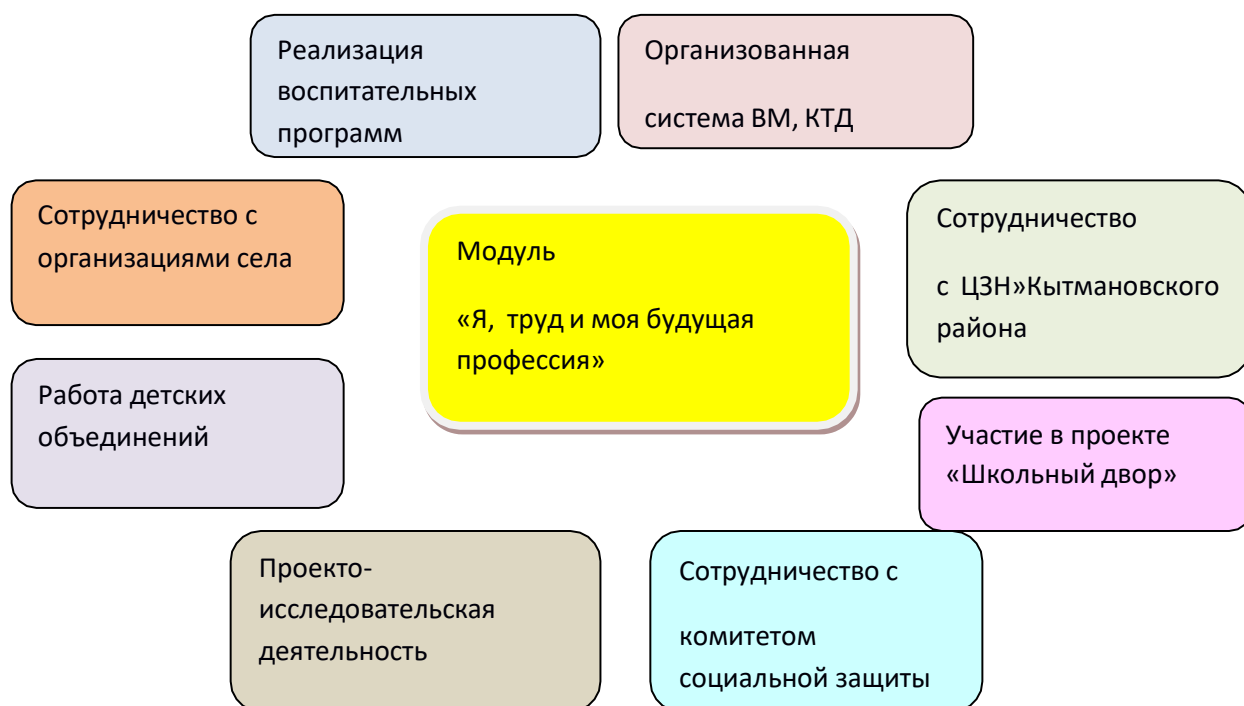 Реализация
воспитательных
программ
Организованная
система ВМ, КТД
Сотрудничество с
организациями села
Модуль
«Я, труд и моя будущая
профессия»
Сотрудничество
с ЦЗН»Кытмановского
района
Работа детских
объединений
Участие в проекте
«Школьный двор»
Проекто-
исследовательская
деятельность
Сотрудничество с
комитетом
социальной защиты